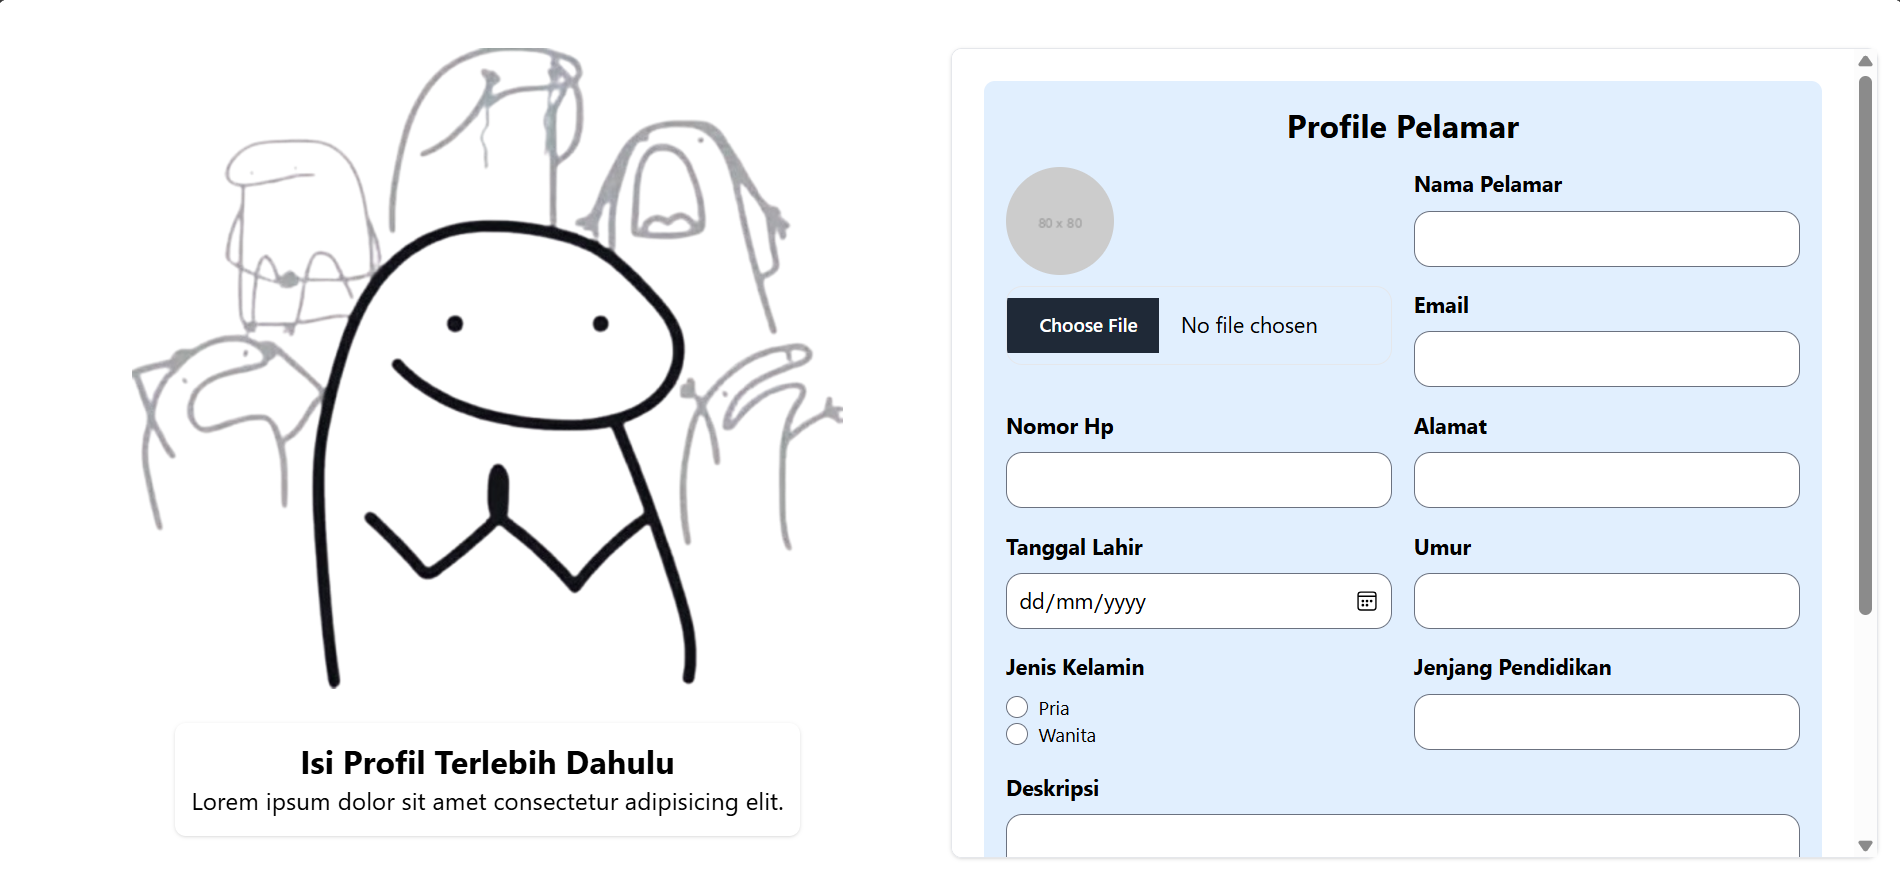 Isi Profil Terlebih Dahulu
Lorem ipsum dolor sit amet consectetur adipisicing elit.
Profile Pelamar
80 x 80
Choose File No file chosen
Nama Pelamar
Email
Nomor Hp
Alamat
Tanggal Lahir
dd/mm/yyyy
Umur
Jenis Kelamin
Pria
Wanita
Jenjang Pendidikan
Deskripsi